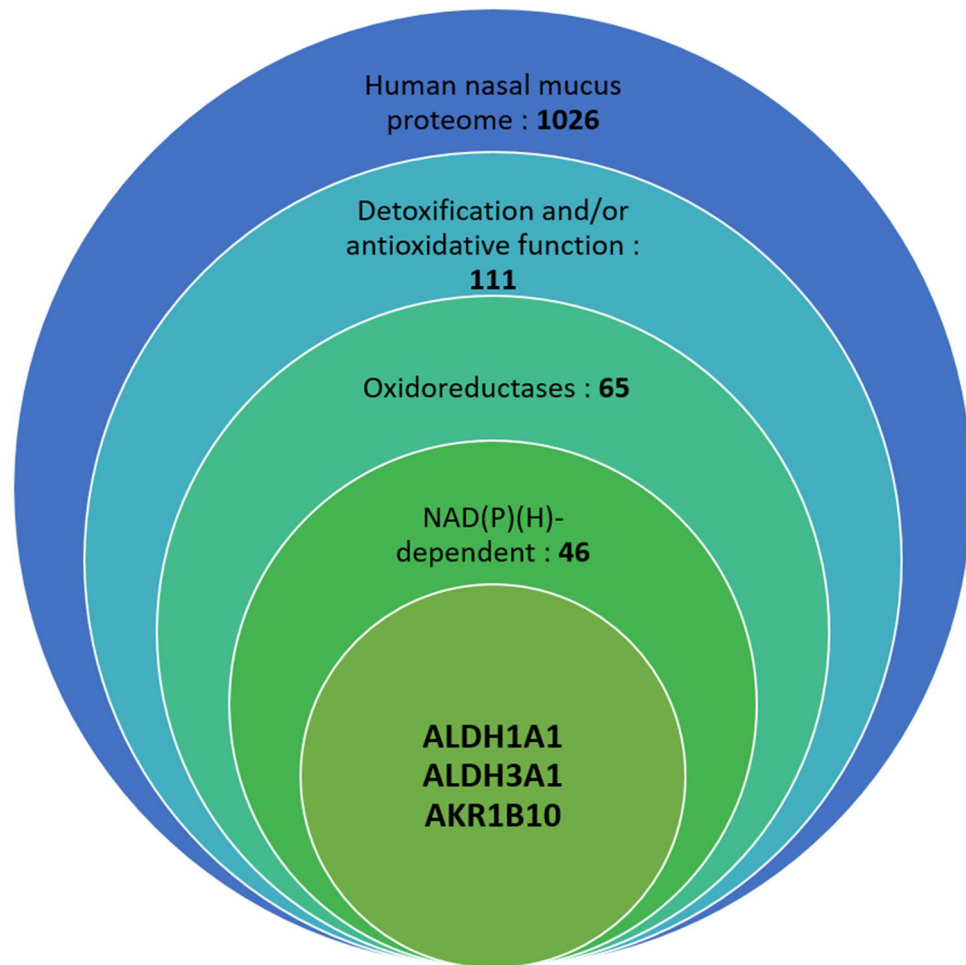 Human nasal mucus
proteome : 1026
Detoxification and/or
antioxidative function :
111
Oxidoreductases : 65
NAD(P)(H)-
dependent : 46
ALDH1A1
ALDH3A1
AKR1B10